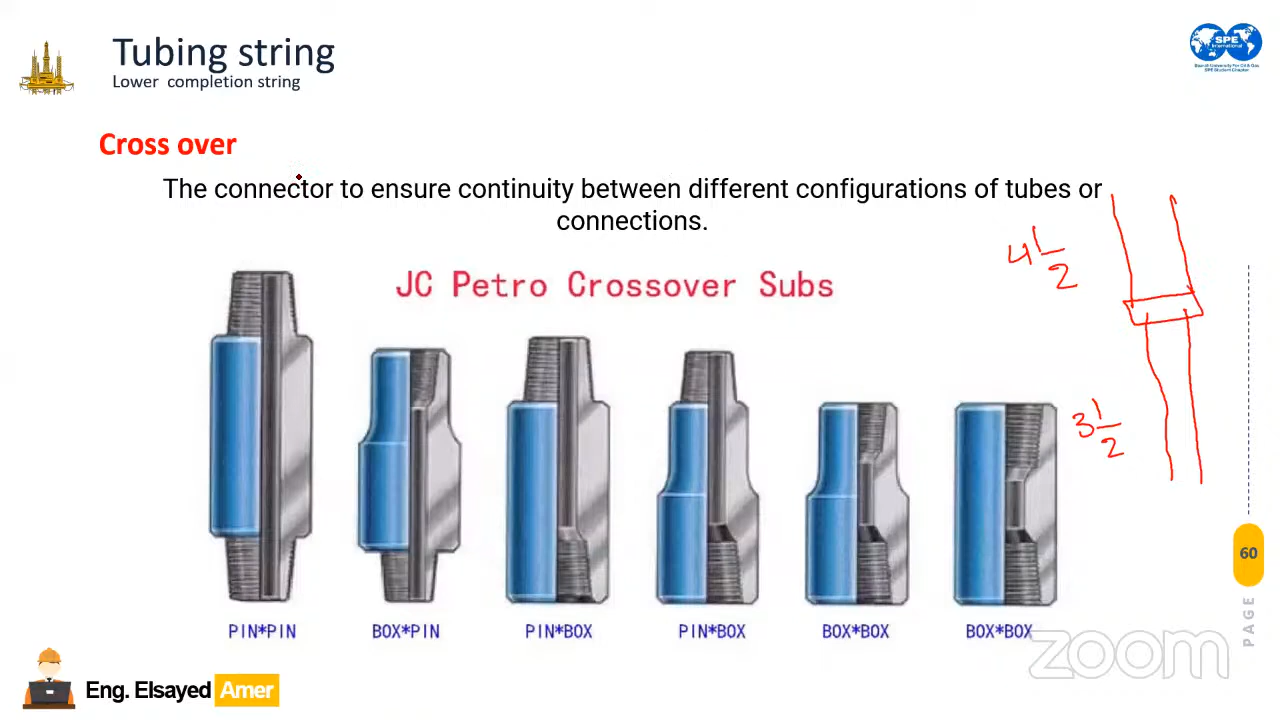 Tubing string
Lower completion string
SPE
International
Cross over
The connector to ensure continuity between different configurations of tubes or
connections.
4 1/2
JC Petro Crossover Subs
3 1/2
PIN*PIN
BOX*PIN
PIN*BOX
PIN*BOX
BOX*BOX
BOX*BOX
60
PAGE
zoom
Eng. Elsayed Amer